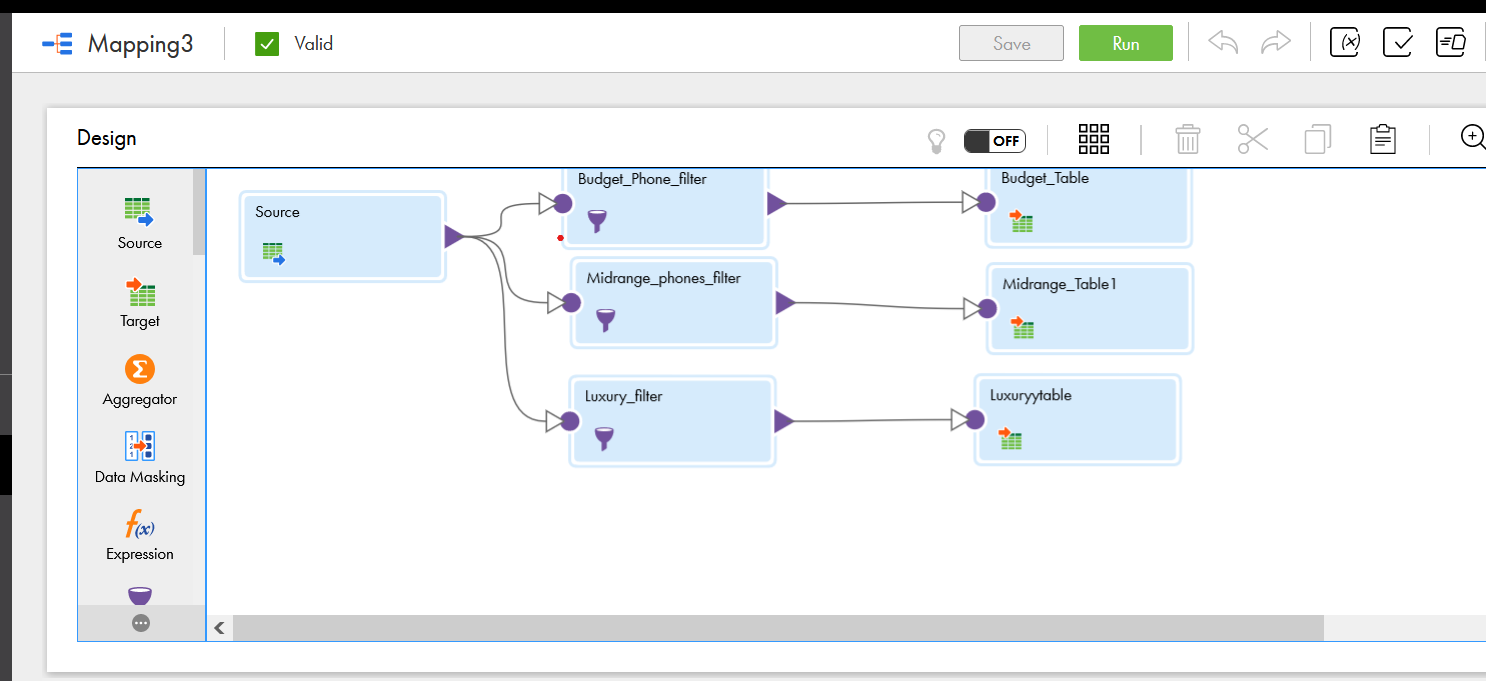 Mapping3
Valid
Save
Run
(x)
Design
OFF
Source
Target
Aggregator
Data Masking
Expression
Source
Budget_Phone_filter
Budget_Table
Midrange_phones_filter
Midrange_Table1
Luxury_filter
Luxuryytable